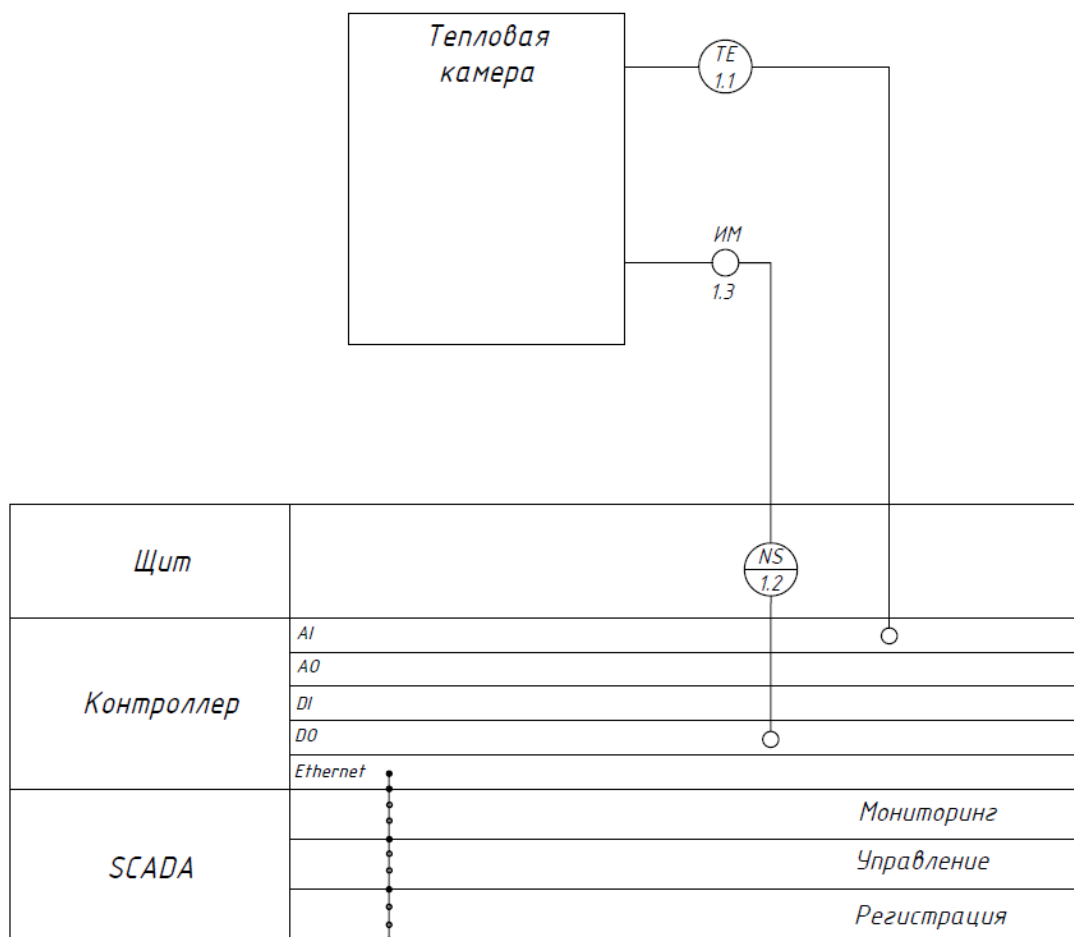 Тепловая
камера
TE
1.1
ИМ
1.3
Щит
NS
1.2
Контроллер
AI
AO
DI
DO
Ethernet
SCADA
Мониторинг
Управление
Регистрация